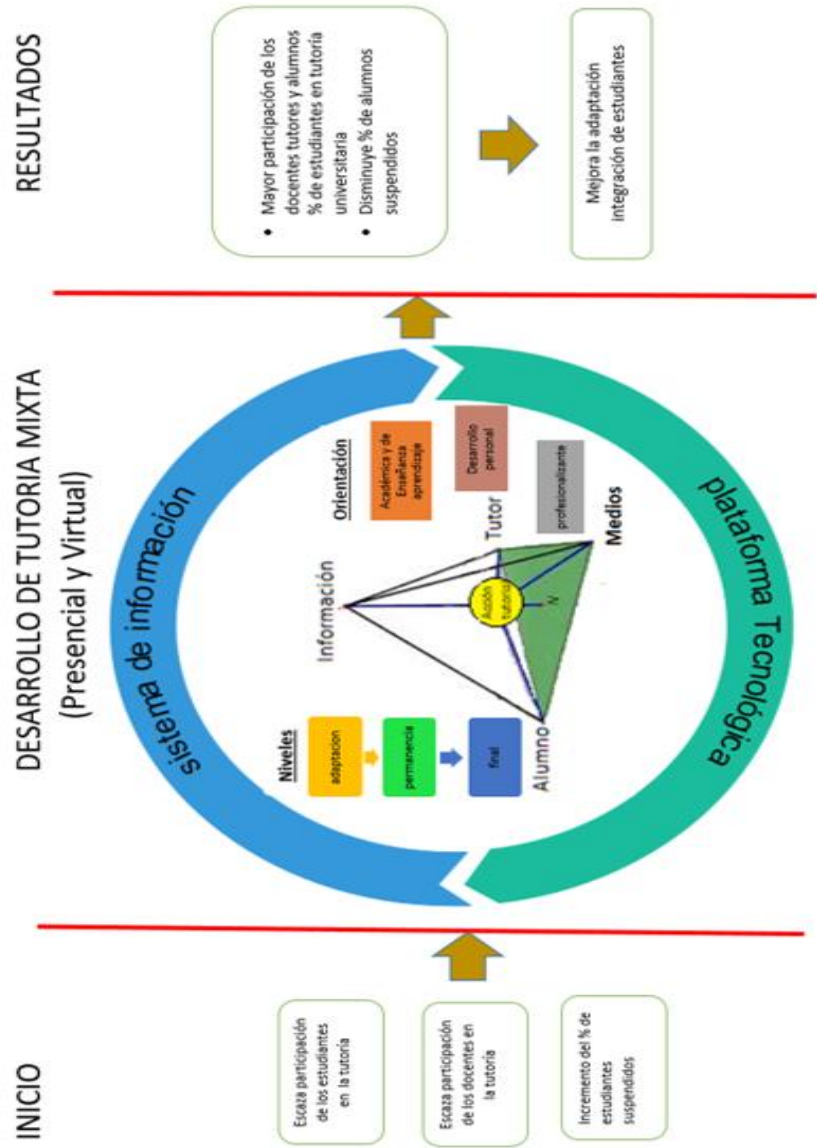 INICIO
Escaza participación
de los estudiantes
en la tutoría
Escaza participación
de los docentes en
la tutoría
Incremento del % de
estudiantes
suspendidos
DESARROLLO DE TUTORIA MIXTA
(Presencial y Virtual)
sistema de información
plataforma Tecnológica
Niveles
adaptacion
permanencia
final
Información
Alumno
Tutor
Medios
Acción
tutoria
N
Orientación
Académica y de
Enseñanza
aprendizaje
Desarrollo
personal
profesionalizante
RESULTADOS
• Mayor participación de los
docentes tutores y alumnos
% de estudiantes en tutoría
universitaria
• Disminuye % de alumnos
suspendidos
Mejora la adaptación
integración de estudiantes